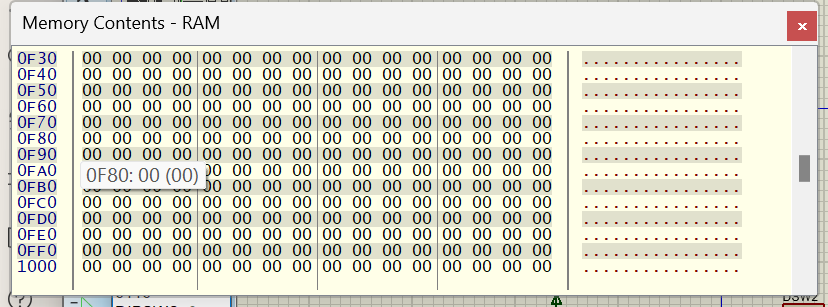 Memory Contents - RAM
0F30 00 00 00 00 00 00 00 00 00 00 00 00 00 00 00 00 ................
0F40 00 00 00 00 00 00 00 00 00 00 00 00 00 00 00 00 ................
0F50 00 00 00 00 00 00 00 00 00 00 00 00 00 00 00 00 ................
0F60 00 00 00 00 00 00 00 00 00 00 00 00 00 00 00 00 ................
0F70 00 00 00 00 00 00 00 00 00 00 00 00 00 00 00 00 ................
0F80 00 00 00 00 00 00 00 00 00 00 00 00 00 00 00 00 ................
0F90 00 00 00 00 00 00 00 00 00 00 00 00 00 00 00 00 ................
0FA0 00 00 00 00 00 00 00 00 00 00 00 00 ................
0F80: 00 (00)
0FB0 00 00 00 00 00 00 00 00 00 00 00 00 00 00 00 00 ................
0FC0 00 00 00 00 00 00 00 00 00 00 00 00 00 00 00 00 ................
0FD0 00 00 00 00 00 00 00 00 00 00 00 00 00 00 00 00 ................
0FE0 00 00 00 00 00 00 00 00 00 00 00 00 00 00 00 00 ................
0FF0 00 00 00 00 00 00 00 00 00 00 00 00 00 00 00 00 ................
1000 00 00 00 00 00 00 00 00 00 00 00 00 00 00 00 00 ................
DSW2